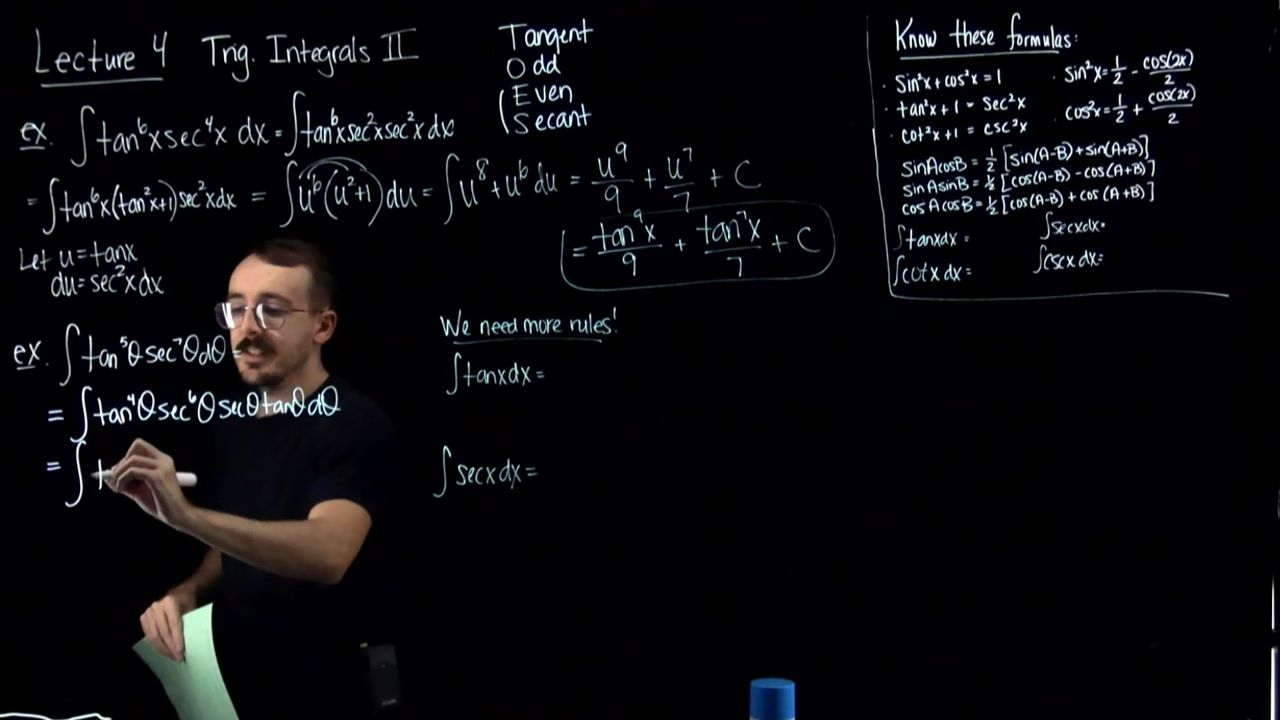 Lecture 4 Trig. Integrals II
Tangent
Odd
Even
Secant
ex. ∫tan⁶x sec⁴x dx = ∫tan⁶x sec²x sec²x dx
= ∫tan⁶x(tan²x+1)sec²x dx = ∫u⁶(u²+1)du = ∫u⁸+u⁶ du = u⁹/9 + u⁷/7 + C
Let u = tanx
du = sec²x dx
= tan⁹x/9 + tan⁷x/7 + C
ex. ∫tan⁵θ sec⁷θ dθ =
= ∫tan⁴θ sec⁶θ secθ tanθ dθ
= ∫t
We need more rules!
∫tanx dx =
∫secx dx =
Know these formulas:
· sin²x + cos²x = 1
· tan²x + 1 = sec²x
· cot²x + 1 = csc²x
· sin²x = 1/2 - cos(2x)/2
cos²x = 1/2 + cos(2x)/2
sinAcosB = 1/2 [sin(A-B) + sin(A+B)]
sinAsinB = 1/2 [cos(A-B) - cos(A+B)]
cosAcosB = 1/2 [cos(A-B) + cos(A+B)]
∫tanx dx =
∫secx dx =
∫cotx dx =
∫cscx dx =